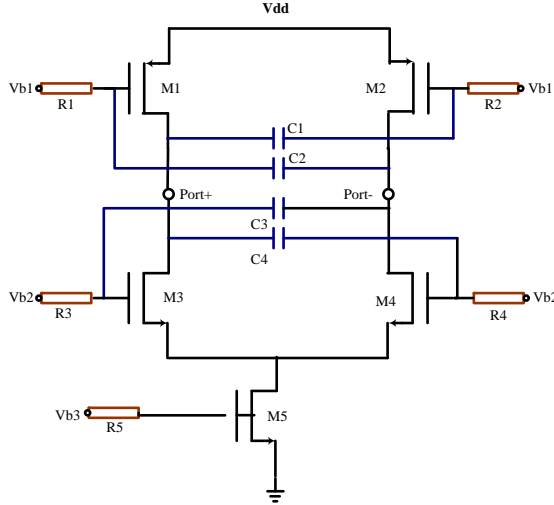 Vdd
Vb1
R1
M1
M2
R2
Vb1
C1
C2
Port+
Port-
C3
C4
Vb2
R3
M3
M4
R4
Vb2
Vb3
R5
M5